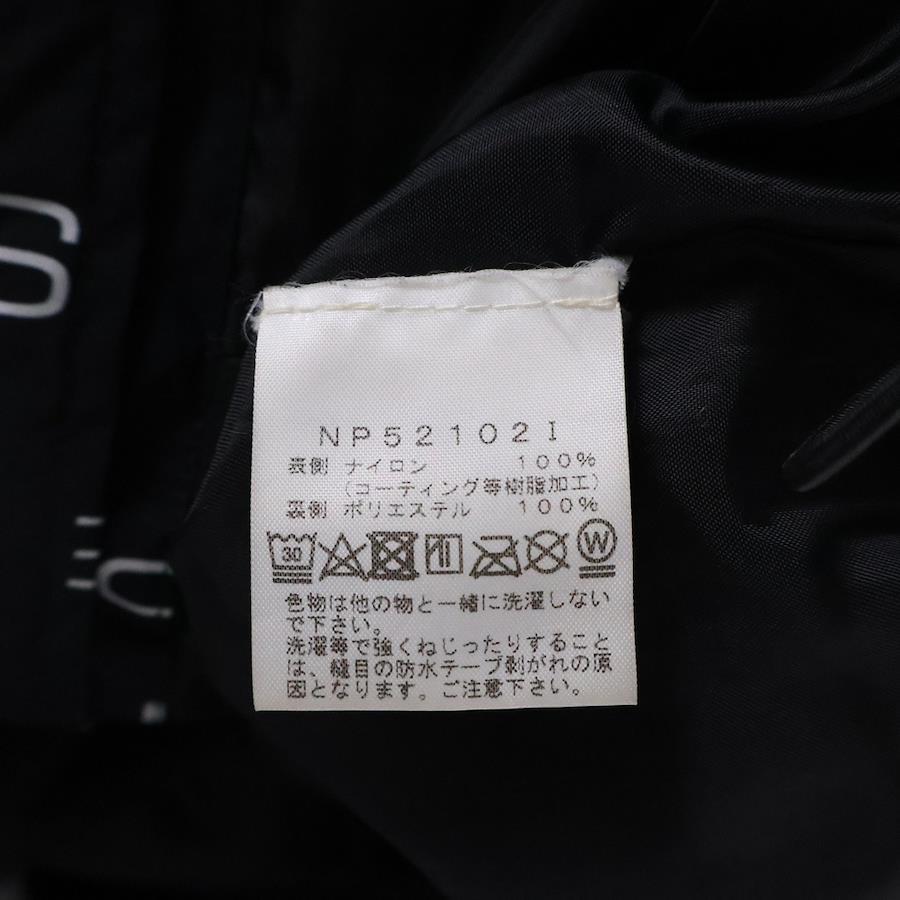 S
NP52102I
表側 ナイロン 100%
(コーティング等樹脂加工)
裏側 ポリエステル 100%
30 W
色物は他の物と一緒に洗濯しない
で下さい。
洗濯等で強くねじったりすること
は、縫目の防水テープ剥がれの原
因となります。ご注意下さい。